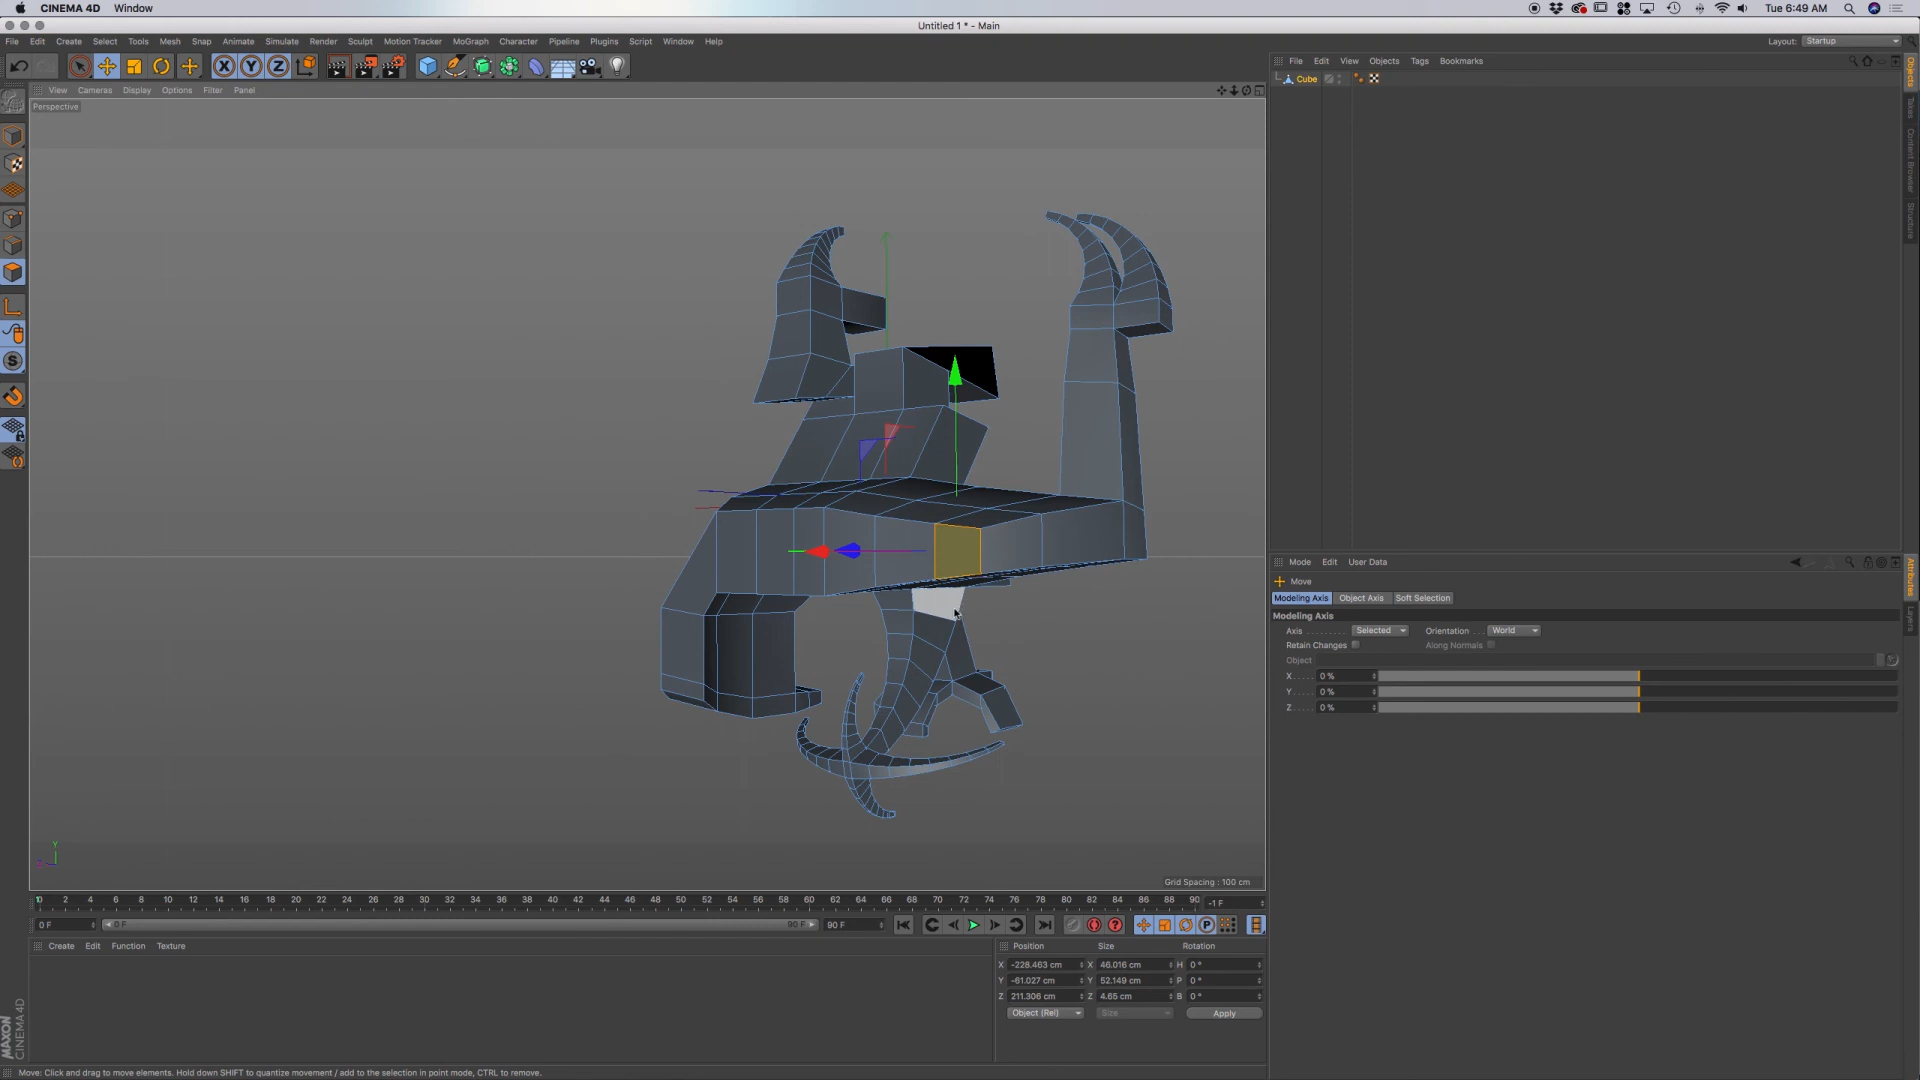 CINEMA 4D Window
Tue 6:49 AM
Untitled 1 * - Main
File Edit Create Select Tools Mesh Snap Animate Simulate Render Sculpt Motion Tracker MoGraph Character Pipeline Plugins Script Window Help
Layout: Startup
X Y Z
View Cameras Display Options Filter Panel
Perspective
File Edit View Objects Tags Bookmarks
Cube
Objects
Takes
Content Browser
Structure
S
Y
Z
Grid Spacing : 100 cm
Mode Edit User Data
Move
Modeling Axis Object Axis Soft Selection
Modeling Axis
Axis Selected Orientation World
Retain Changes Along Normals
Object
X 0 %
Y 0 %
Z 0 %
Attributes
Layers
0 2 4 6 8 10 12 14 16 18 20 22 24 26 28 30 32 34 36 38 40 42 44 46 48 50 52 54 56 58 60 62 64 66 68 70 72 74 76 78 80 82 84 86 88 90 -1 F
0 F 0 F 90 F 90 F
P
Create Edit Function Texture
Position Size Rotation
X -228.463 cm X 46.016 cm H 0 °
Y -61.027 cm Y 52.149 cm P 0 °
Z 211.306 cm Z 4.65 cm B 0 °
Object (Rel) Size Apply
MAXON
CINEMA 4D
Move: Click and drag to move elements. Hold down SHIFT to quantize movement / add to the selection in point mode, CTRL to remove.